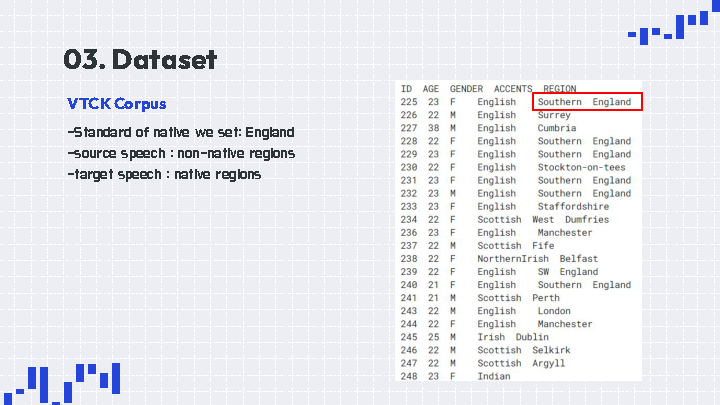 03. Dataset
VTCK Corpus
-Standard of native we set: England
-source speech : non-native regions
-target speech : native regions
ID AGE GENDER ACCENTS REGION
225 23 F English Southern England
226 22 M English Surrey
227 38 M English Cumbria
228 22 F English Southern England
229 23 F English Southern England
230 22 F English Stockton-on-tees
231 23 F English Southern England
232 23 M English Southern England
233 23 F English Staffordshire
234 22 F Scottish West Dumfries
236 23 F English Manchester
237 22 M Scottish Fife
238 22 F NorthernIrish Belfast
239 22 F English SW England
240 21 F English Southern England
241 21 M Scottish Perth
243 22 M English London
244 22 F English Manchester
245 25 M Irish Dublin
246 22 M Scottish Selkirk
247 22 M Scottish Argyll
248 23 F Indian